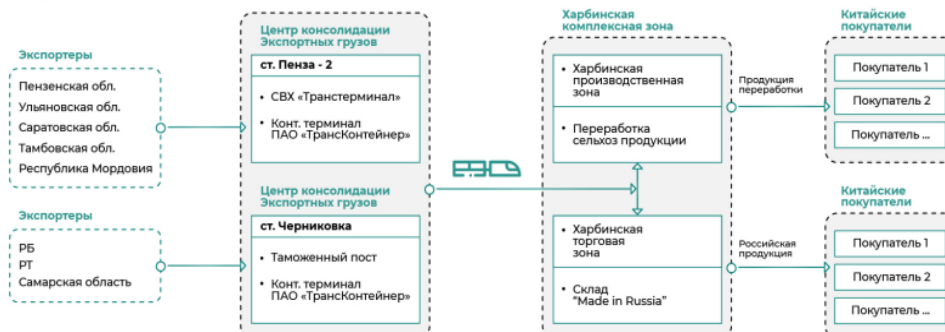 Экспортеры
Пензенская обл.
Ульяновская обл.
Саратовская обл.
Тамбовская обл.
Республика Мордовия
Экспортеры
РБ
РТ
Самарская область
Центр консолидации
Экспортных грузов
ст. Пенза - 2
• СВХ «Транстерминал»
• Конт. терминал
ПАО «ТрансКонтейнер»
Центр консолидации
Экспортных грузов
ст. Черниковка
• Таможенный пост
• Конт. терминал
ПАО «ТрансКонтейнер»
Харбинская
комплексная зона
• Харбинская
производственная
зона
• Переработка
сельхоз продукции
• Харбинская
торговая
зона
• Склад
“Made in Russia”
Продукция
переработки
Российская
продукция
Китайские
покупатели
Покупатель 1
Покупатель 2
Покупатель ...
Китайские
покупатели
Покупатель 1
Покупатель 2
Покупатель ...